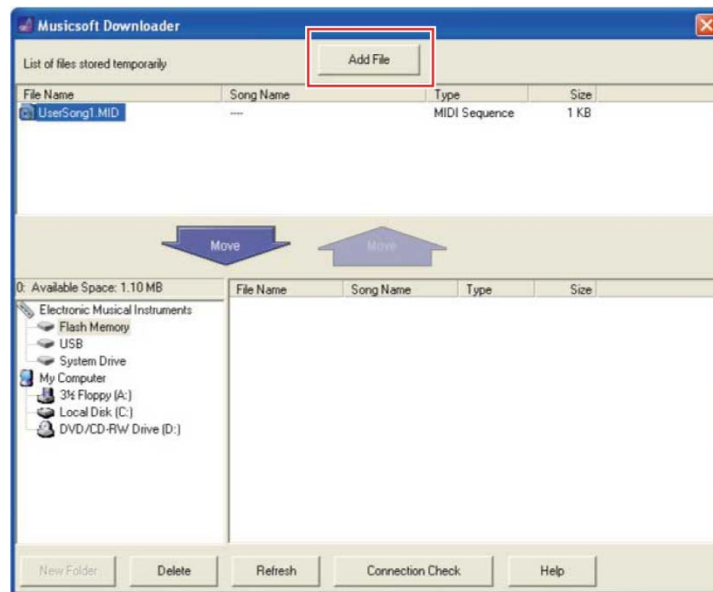 Musicsoft Downloader
List of files stored temporarily
Add File
File Name Song Name Type Size
UserSong1.MID ---- MIDI Sequence 1 KB
Move Move
0: Available Space: 1.10 MB
File Name Song Name Type Size
Electronic Musical Instruments
Flash Memory
USB
System Drive
My Computer
3½ Floppy (A:)
Local Disk (C:)
DVD/CD-RW Drive (D:)
New Folder Delete Refresh Connection Check Help